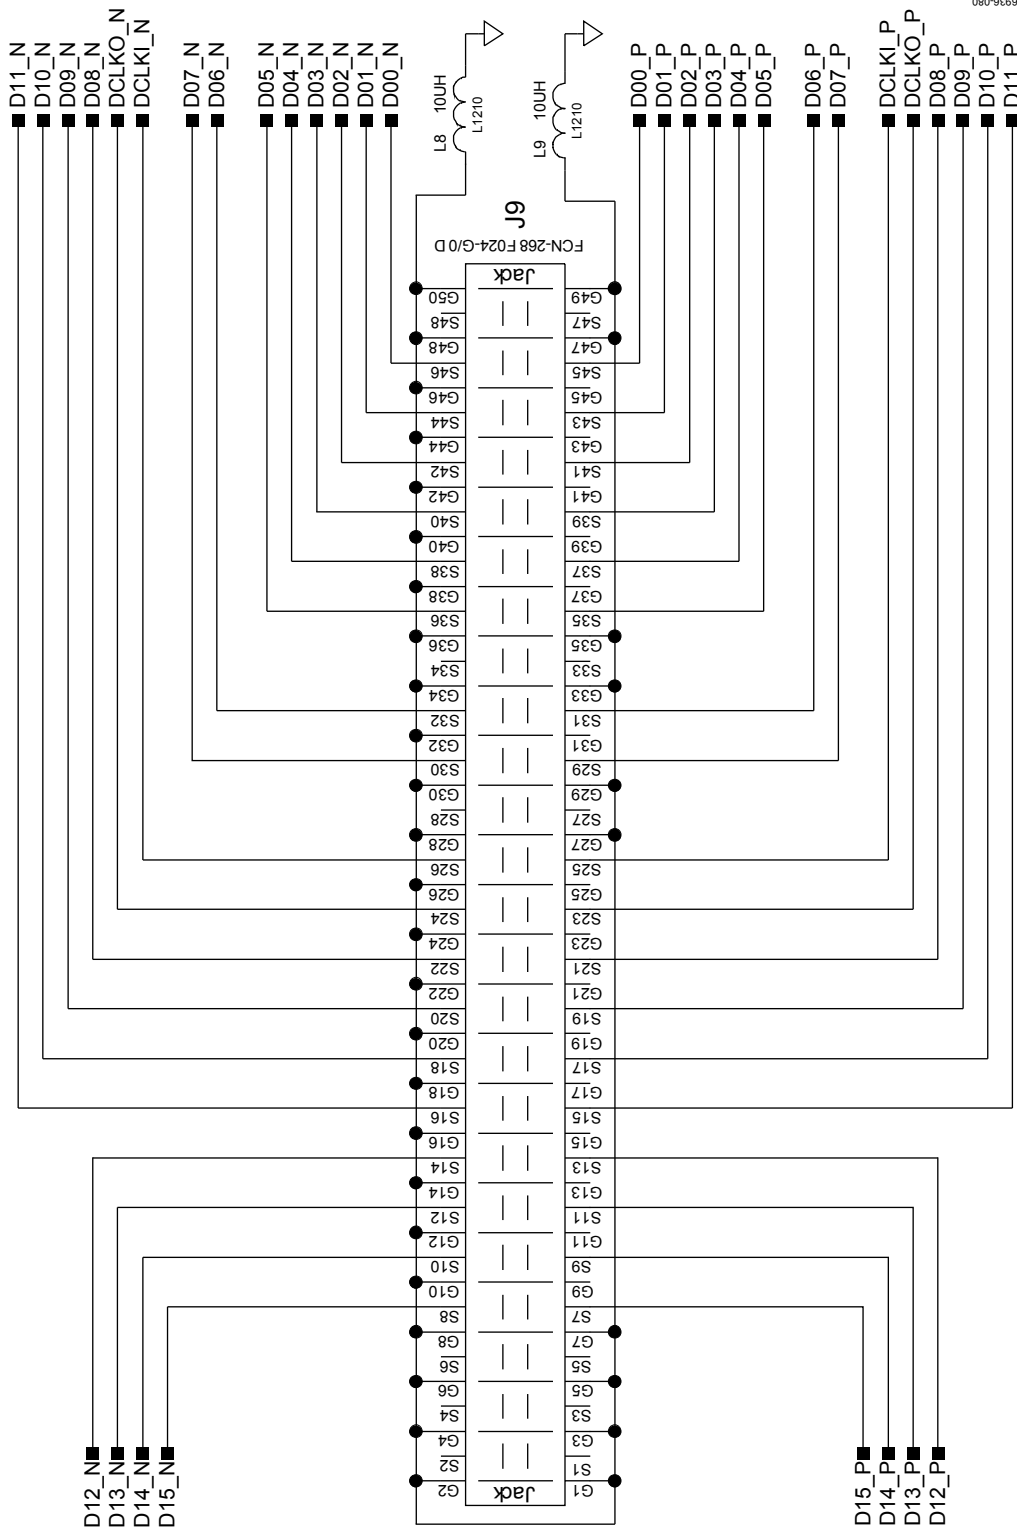 06936-080
D11_N
D10_N
D09_N
D08_N
DCLKO_N
DCLKI_N
D07_N
D06_N
D05_N
D04_N
D03_N
D02_N
D01_N
D00_N
L8 10UH
L1210
L9 10UH
L1210
D00_P
D01_P
D02_P
D03_P
D04_P
D05_P
D06_P
D07_P
DCLKI_P
DCLKO_P
D08_P
D09_P
D10_P
D11_P
J9
FCN-268 F024-G/0 D
Jack
G50 G49
S48 S47
G48 G47
S46 S45
G46 G45
S44 S43
G44 G43
S42 S41
G42 G41
S40 S39
G40 G39
S38 S37
G38 G37
S36 S35
G36 G35
S34 S33
G34 G33
S32 S31
G32 G31
S30 S29
G30 G29
S28 S27
G28 G27
S26 S25
G26 G25
S24 S23
G24 G23
S22 S21
G22 G21
S20 S19
G20 G19
S18 S17
G18 G17
S16 S15
G16 G15
S14 S13
G14 G13
S12 S11
G12 G11
S10 S9
G10 G9
S8 S7
G8 G7
S6 S5
G6 G5
S4 S3
G4 G3
S2 S1
G2 G1
Jack
D12_N
D13_N
D14_N
D15_N
D15_P
D14_P
D13_P
D12_P